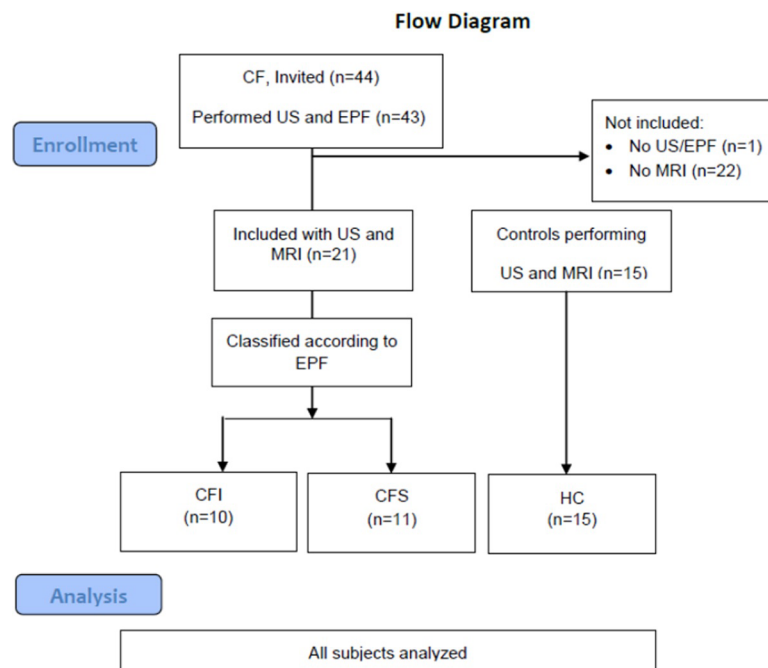 Flow Diagram
CF, Invited (n=44)
Performed US and EPF (n=43)
Enrollment
Not included:
• No US/EPF (n=1)
• No MRI (n=22)
Included with US and
MRI (n=21)
Controls performing
US and MRI (n=15)
Classified according to
EPF
CFI
(n=10)
CFS
(n=11)
HC
(n=15)
Analysis
All subjects analyzed